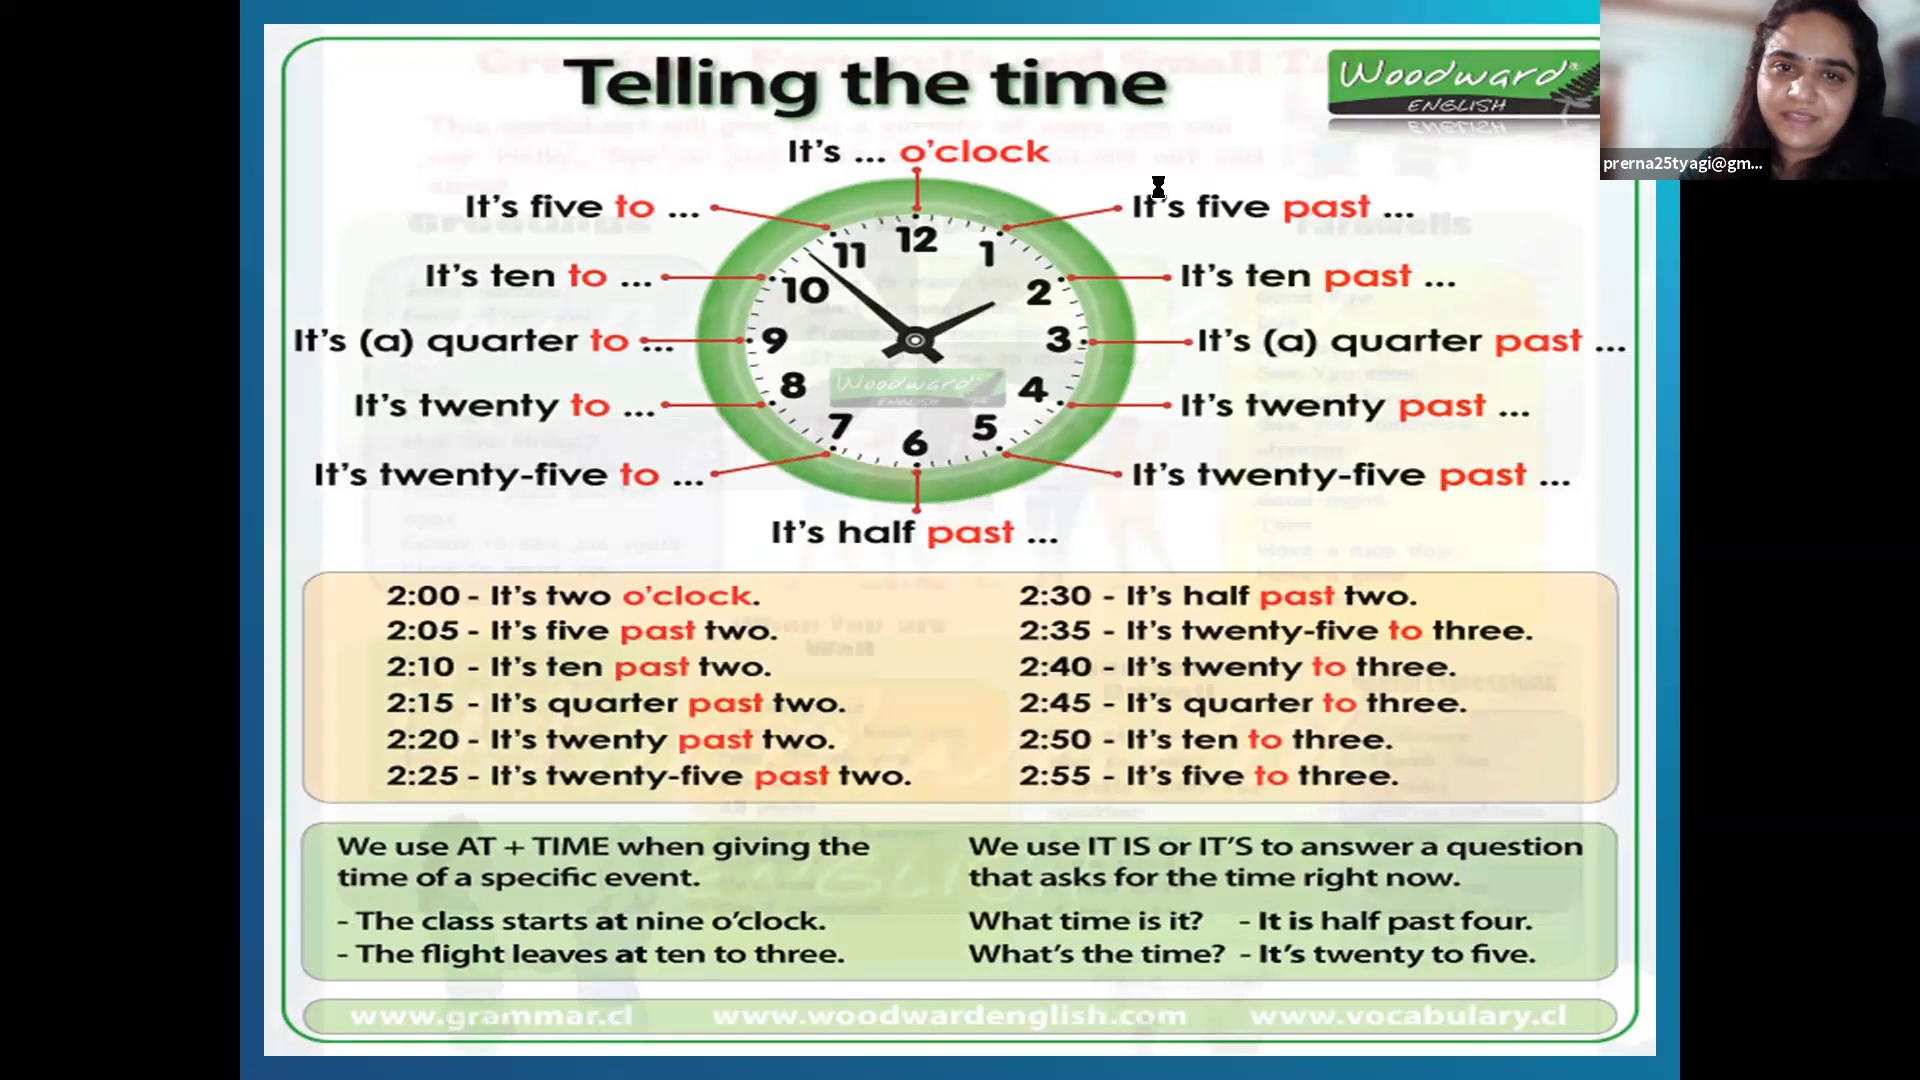 Telling the time
Woodward®
ENGLISH
prerna25tyagi@gm...
It's ... o'clock
It's five to ...
It's five past ...
It's ten to ...
It's ten past ...
It's (a) quarter to ...
It's (a) quarter past ...
It's twenty to ...
It's twenty past ...
It's twenty-five to ...
It's twenty-five past ...
It's half past ...
12
11
1
10
2
9
3
8
4
7
5
6
Woodward
ENGLISH
2:00 - It's two o'clock.
2:05 - It's five past two.
2:10 - It's ten past two.
2:15 - It's quarter past two.
2:20 - It's twenty past two.
2:25 - It's twenty-five past two.
2:30 - It's half past two.
2:35 - It's twenty-five to three.
2:40 - It's twenty to three.
2:45 - It's quarter to three.
2:50 - It's ten to three.
2:55 - It's five to three.
We use AT + TIME when giving the
time of a specific event.
- The class starts at nine o'clock.
- The flight leaves at ten to three.
We use IT IS or IT'S to answer a question
that asks for the time right now.
What time is it? - It is half past four.
What's the time? - It's twenty to five.
www.grammar.cl
www.woodwardenglish.com
www.vocabulary.cl